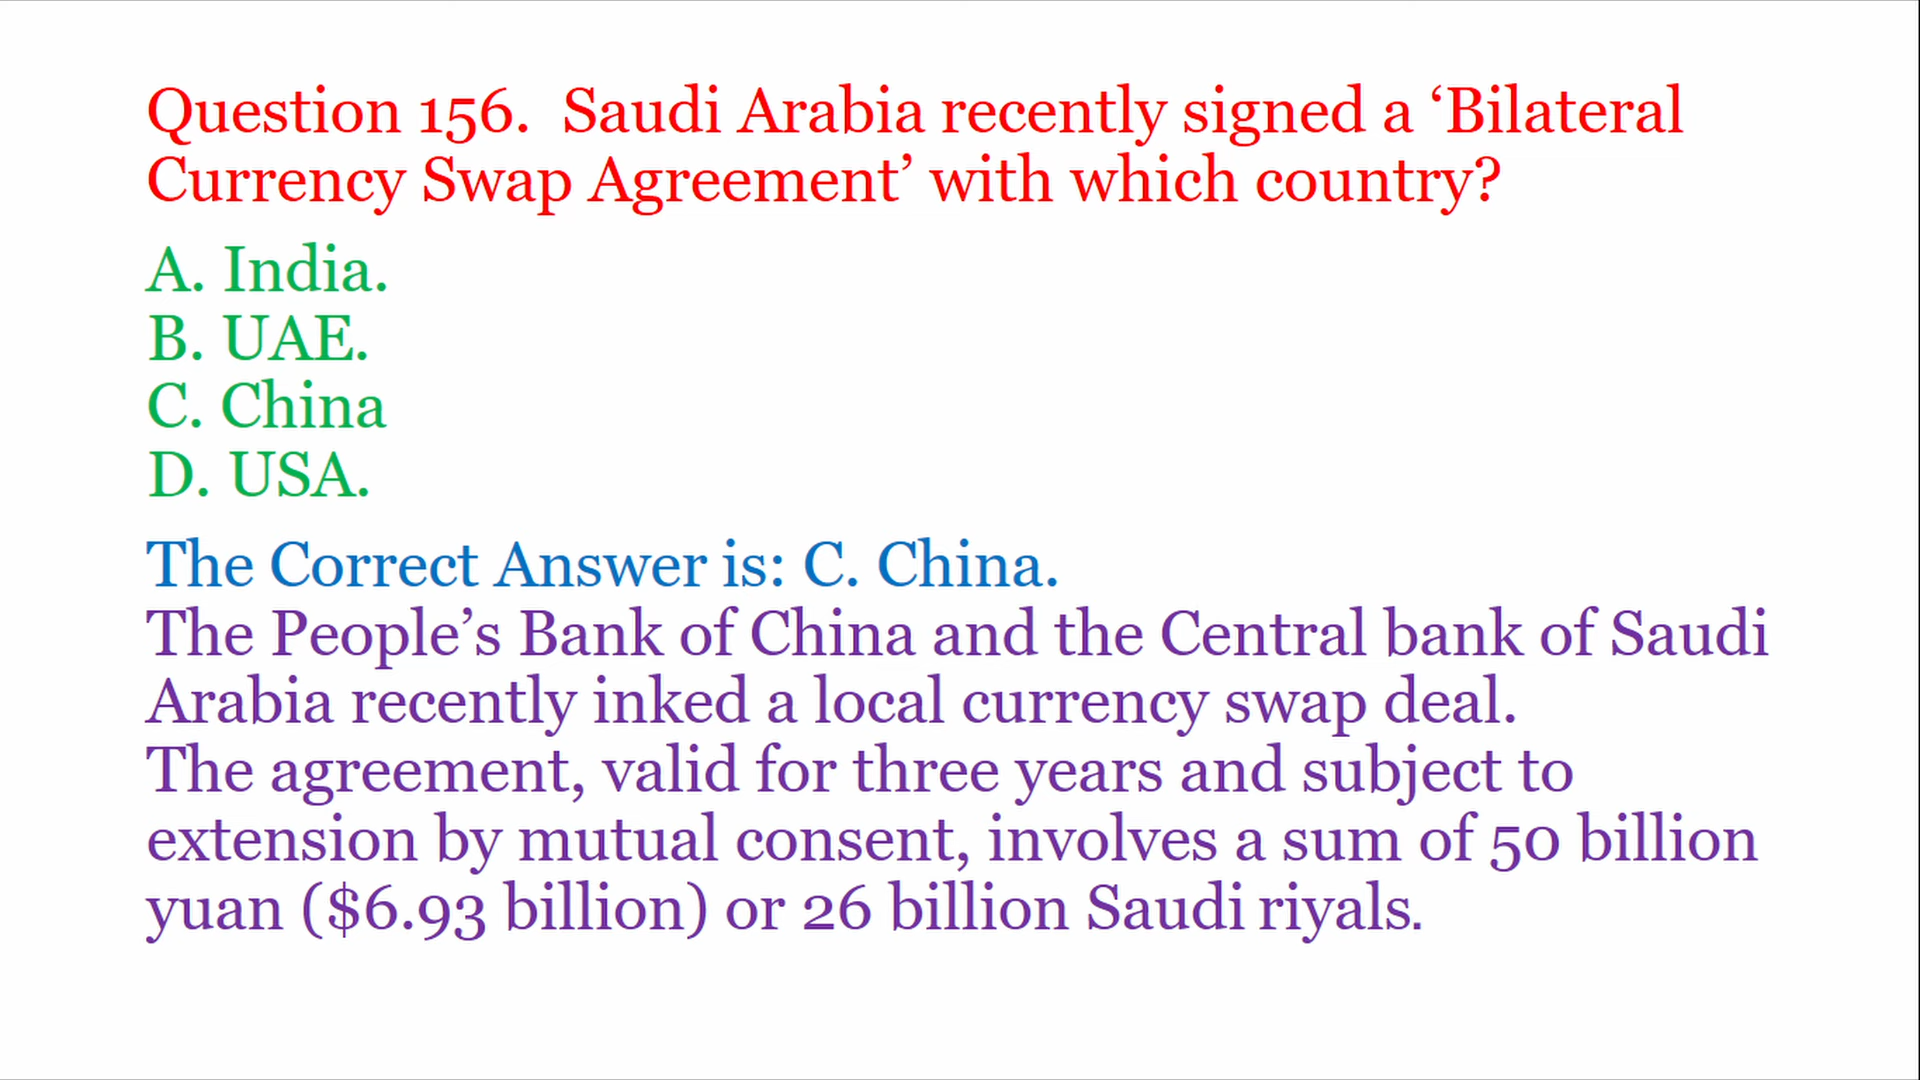 Question 156.  Saudi Arabia recently signed a ‘Bilateral
Currency Swap Agreement’ with which country?
A. India.
B. UAE.
C. China
D. USA.
The Correct Answer is: C. China.
The People’s Bank of China and the Central bank of Saudi
Arabia recently inked a local currency swap deal.
The agreement, valid for three years and subject to
extension by mutual consent, involves a sum of 50 billion
yuan ($6.93 billion) or 26 billion Saudi riyals.